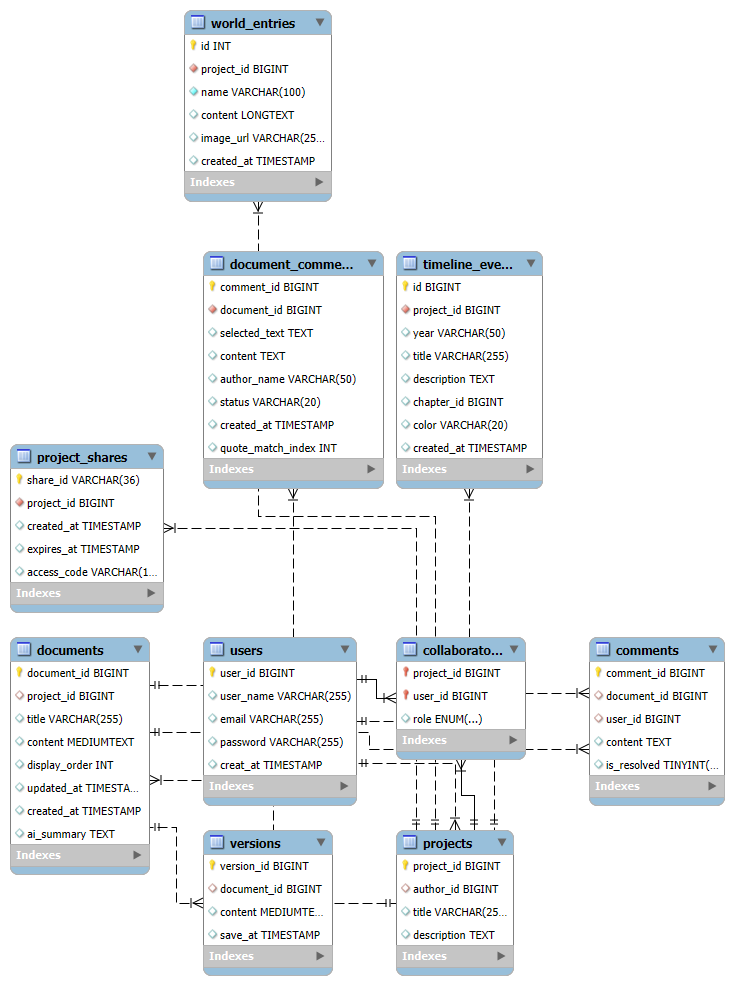 world_entries
id INT
project_id BIGINT
name VARCHAR(100)
content LONGTEXT
image_url VARCHAR(25...
created_at TIMESTAMP
Indexes
document_comme...
comment_id BIGINT
document_id BIGINT
selected_text TEXT
content TEXT
author_name VARCHAR(50)
status VARCHAR(20)
created_at TIMESTAMP
quote_match_index INT
Indexes
timeline_eve...
id BIGINT
project_id BIGINT
year VARCHAR(50)
title VARCHAR(255)
description TEXT
chapter_id BIGINT
color VARCHAR(20)
created_at TIMESTAMP
Indexes
project_shares
share_id VARCHAR(36)
project_id BIGINT
created_at TIMESTAMP
expires_at TIMESTAMP
access_code VARCHAR(1...
Indexes
documents
document_id BIGINT
project_id BIGINT
title VARCHAR(255)
content MEDIUMTEXT
display_order INT
updated_at TIMESTA...
created_at TIMESTAMP
ai_summary TEXT
Indexes
users
user_id BIGINT
user_name VARCHAR(255)
email VARCHAR(255)
password VARCHAR(255)
creat_at TIMESTAMP
Indexes
collaborato...
project_id BIGINT
user_id BIGINT
role ENUM(...)
Indexes
comments
comment_id BIGINT
document_id BIGINT
user_id BIGINT
content TEXT
is_resolved TINYINT(...
Indexes
versions
version_id BIGINT
document_id BIGINT
content MEDIUMTE...
save_at TIMESTAMP
Indexes
projects
project_id BIGINT
author_id BIGINT
title VARCHAR(25...
description TEXT
Indexes